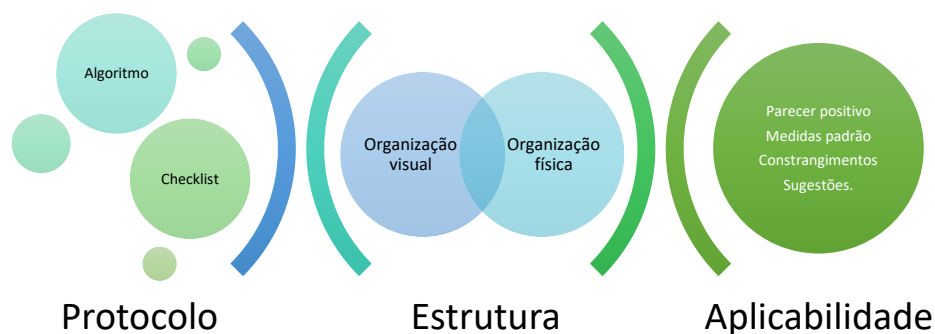 Algoritmo
Checklist
Organização
visual
Organização
física
Parecer positivo
Medidas padrão
Constrangimentos
Sugestões.
Protocolo
Estrutura
Aplicabilidade